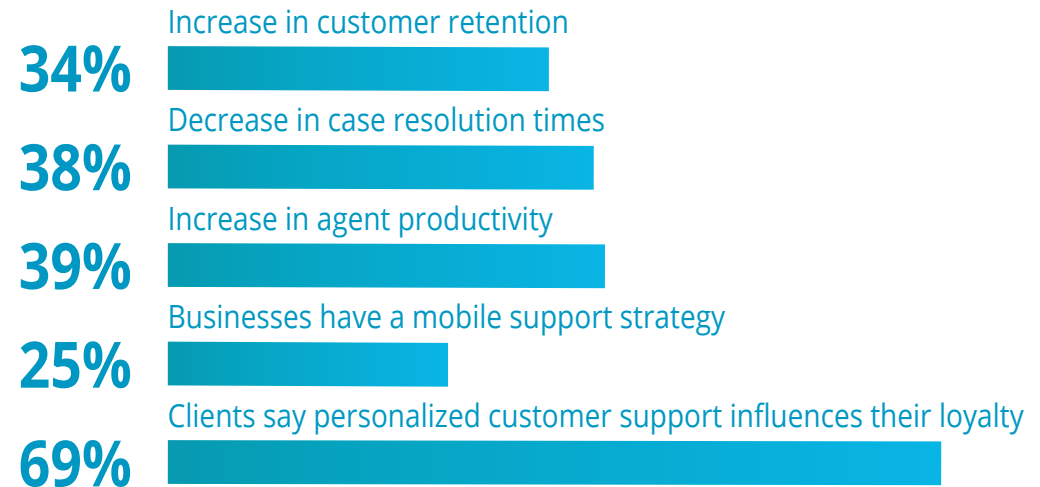 Increase in customer retention
34%
Decrease in case resolution times
38%
Increase in agent productivity
39%
Businesses have a mobile support strategy
25%
Clients say personalized customer support influences their loyalty
69%